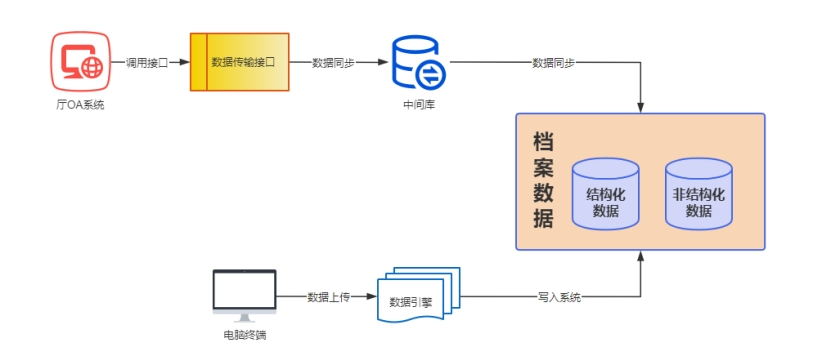 调用接口
数据传输接口
数据同步
数据同步
厅OA系统
中间库
档案数据
结构化
数据
非结构化
数据
数据上传
数据引擎
写入系统
电脑终端